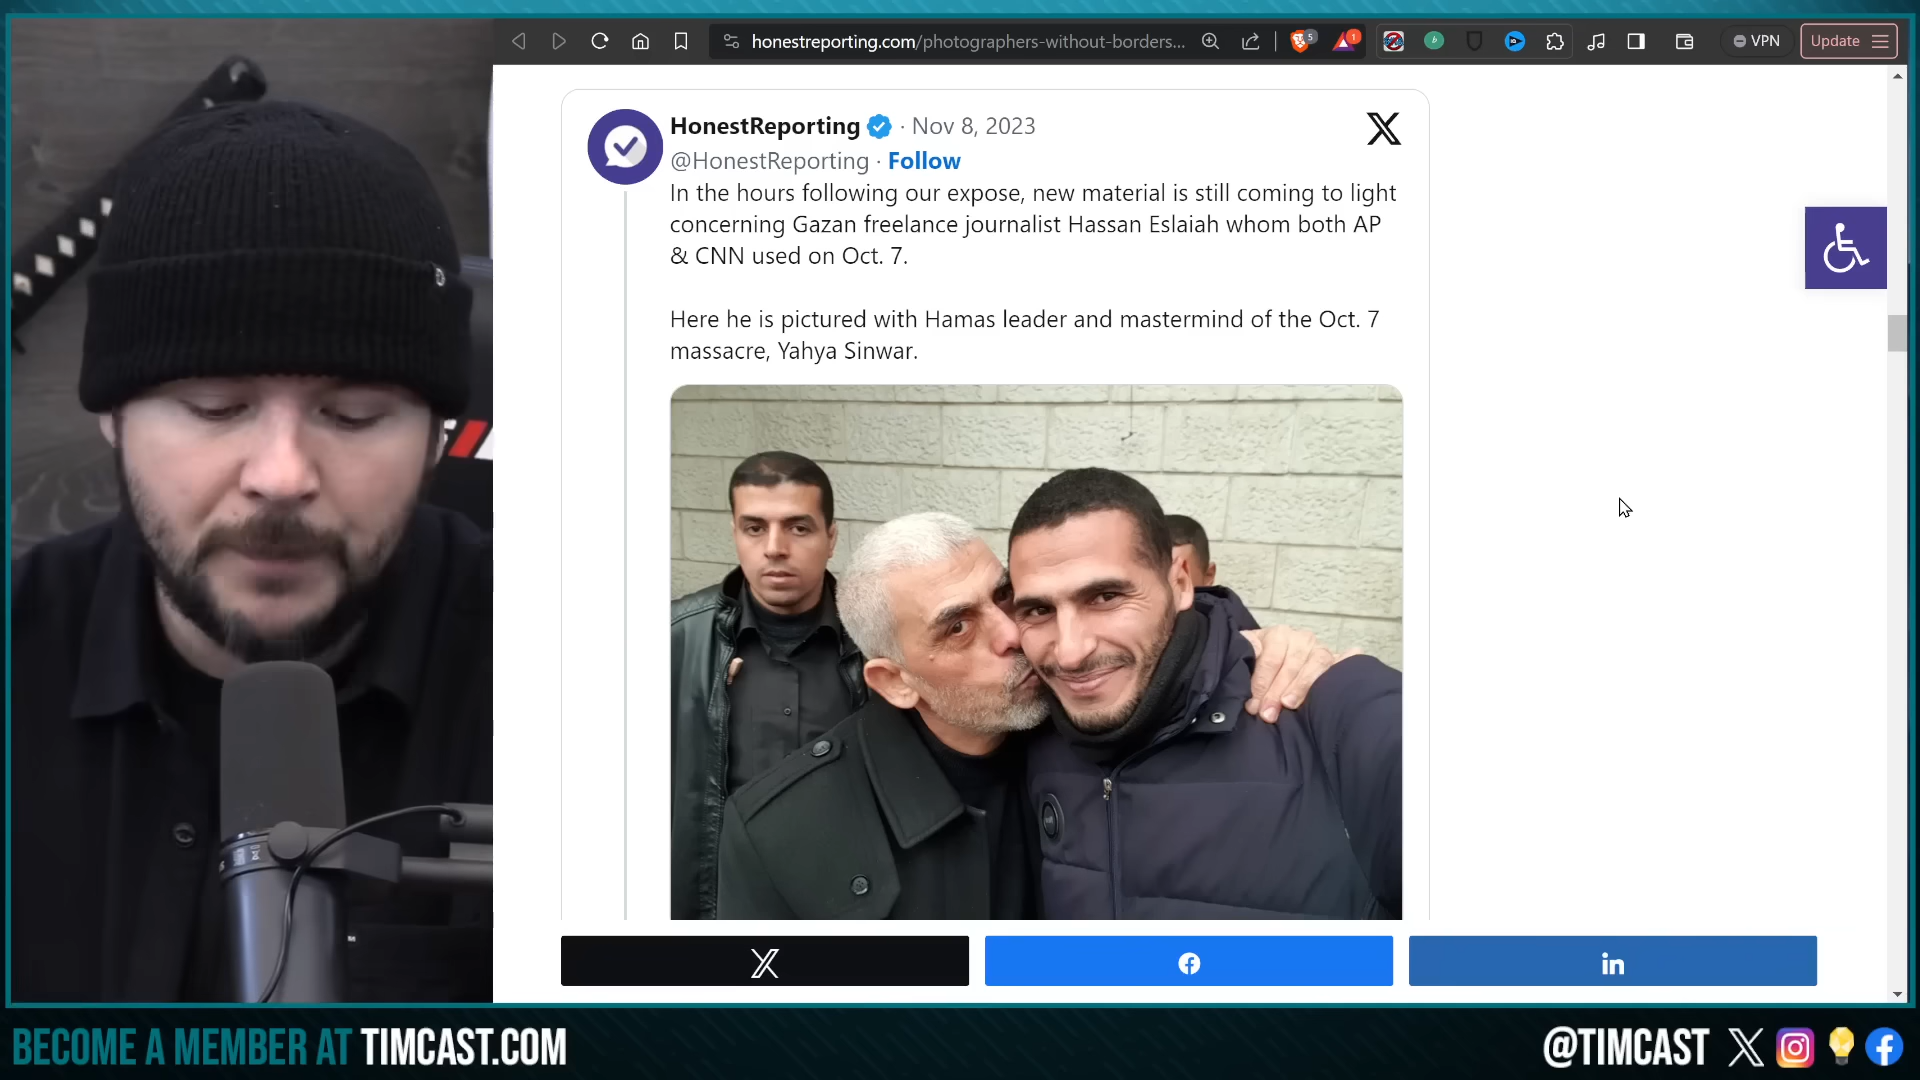 honestreporting.com/photographers-without-borders...
5
1
VPN
Update
HonestReporting · Nov 8, 2023
@HonestReporting · Follow
In the hours following our expose, new material is still coming to light
concerning Gazan freelance journalist Hassan Eslaiah whom both AP
& CNN used on Oct. 7.
Here he is pictured with Hamas leader and mastermind of the Oct. 7
massacre, Yahya Sinwar.
in
BECOME A MEMBER AT TIMCAST.COM
@TIMCAST